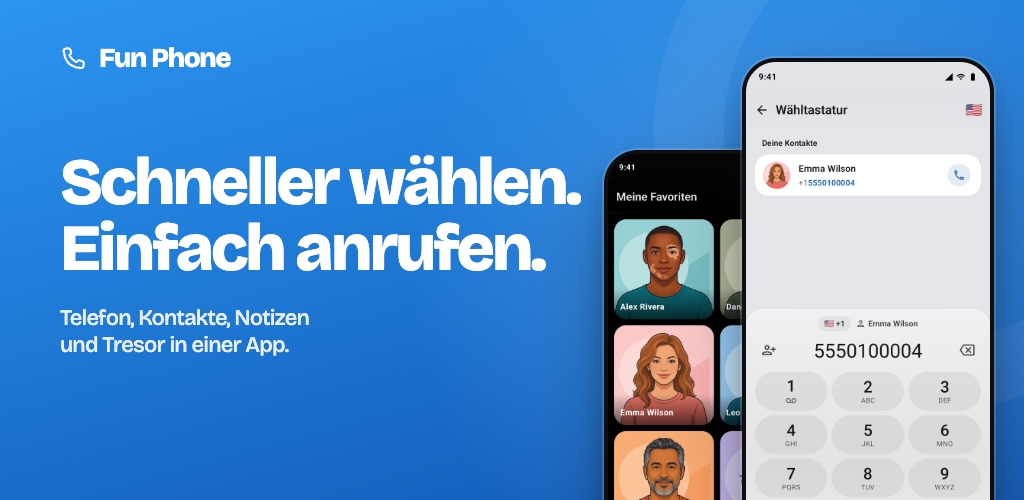 Fun Phone
Schneller wählen.
Einfach anrufen.
Telefon, Kontakte, Notizen
und Tresor in einer App.
9:41
Meine Favoriten
Alex Rivera
Dan
Emma Wilson
Leo
9:41
Wähltastatur
Deine Kontakte
Emma Wilson
+15550100004
+1 Emma Wilson
5550100004
1 2 3
ABC DEF
4 5 6
GHI JKL MNO
7 8 9
PQRS TUV WXYZ